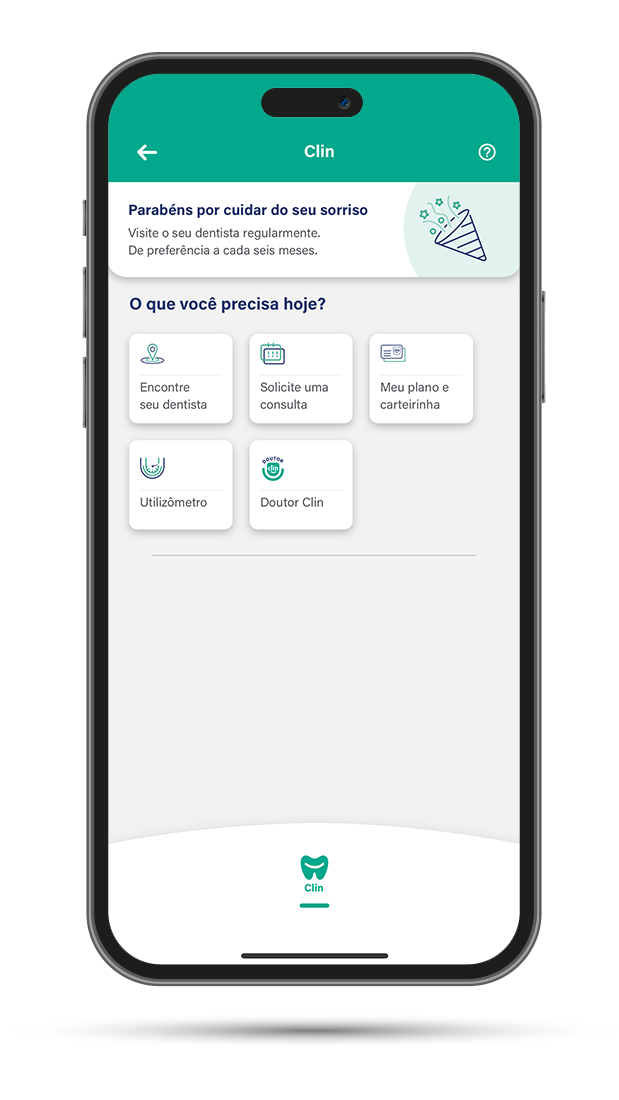 Clin
Parabéns por cuidar do seu sorriso
Visite o seu dentista regularmente.
De preferência a cada seis meses.
O que você precisa hoje?
Encontre
seu dentista
Solicite uma
consulta
Meu plano e
carteirinha
Utilizômetro
DOUTOR
clin
Doutor Clin
Clin